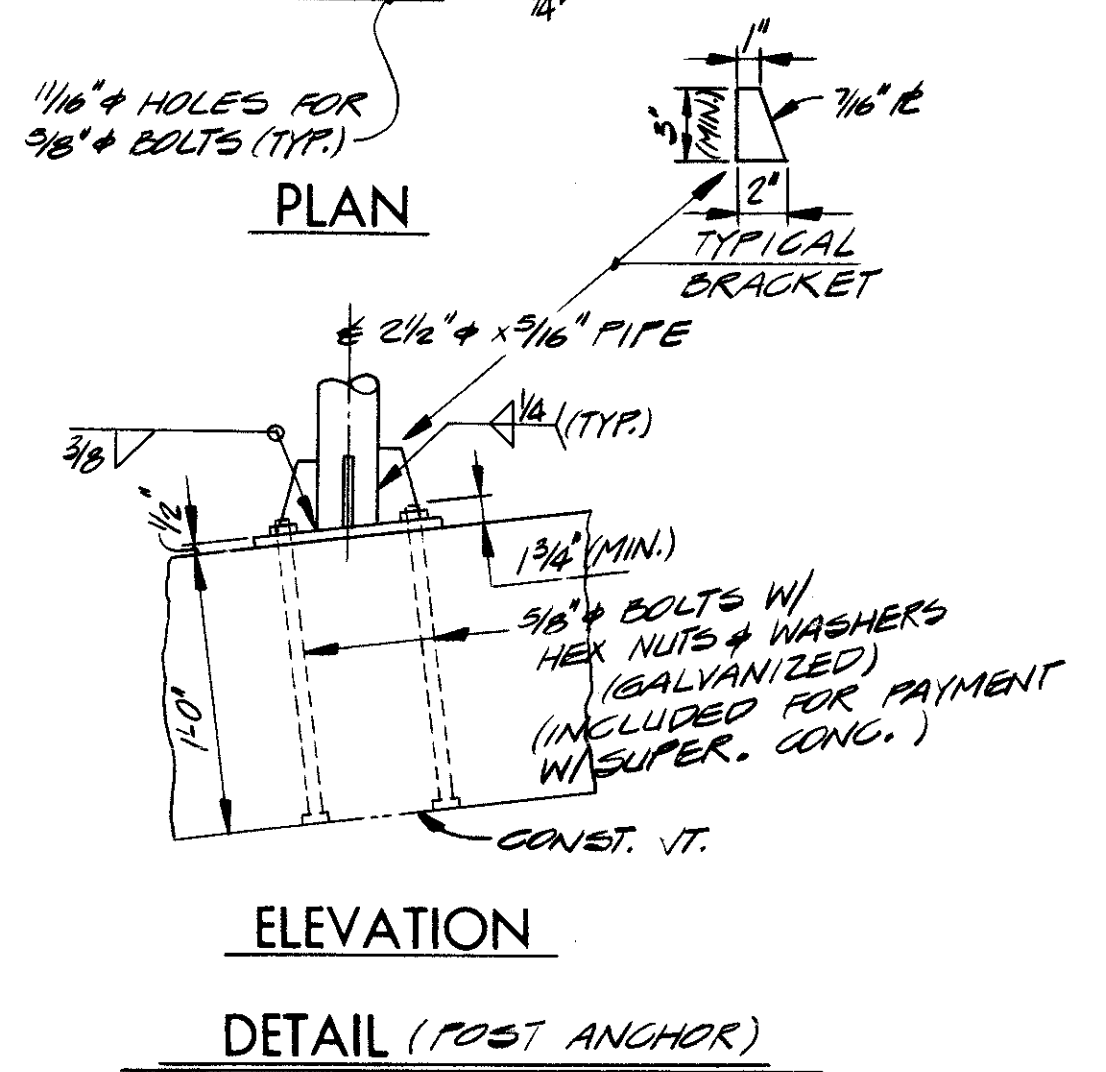 14"
11/16" ϕ HOLES FOR
5/8" ϕ BOLTS (TYP.)
PLAN
1"
3"
(MIN.)
7/16" ℄
2"
TYPICAL
BRACKET
℄ 2 1/2" ϕ x 5/16" PIPE
3/8
1/4 (TYP.)
1/2"
1 3/4" (MIN.)
5/8" ϕ BOLTS W/
HEX NUTS & WASHERS
(GALVANIZED)
(INCLUDED FOR PAYMENT
W/ SUPER. CONC.)
1'-0"
CONST. JT.
ELEVATION
DETAIL (POST ANCHOR)